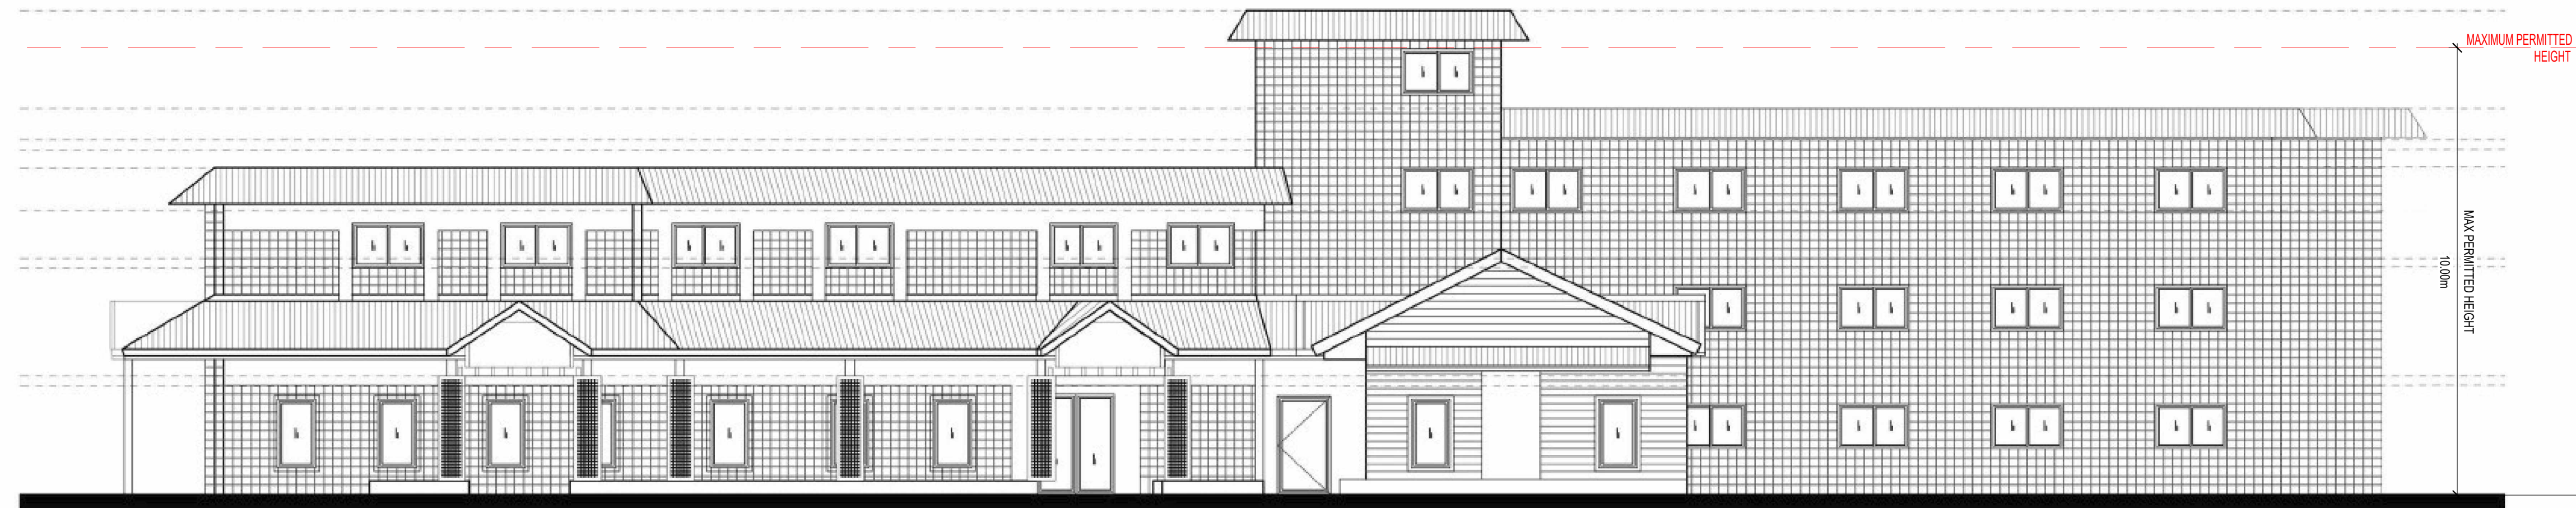 MAXIMUM PERMITTED
HEIGHT
MAX PERMITTED HEIGHT
10.00m